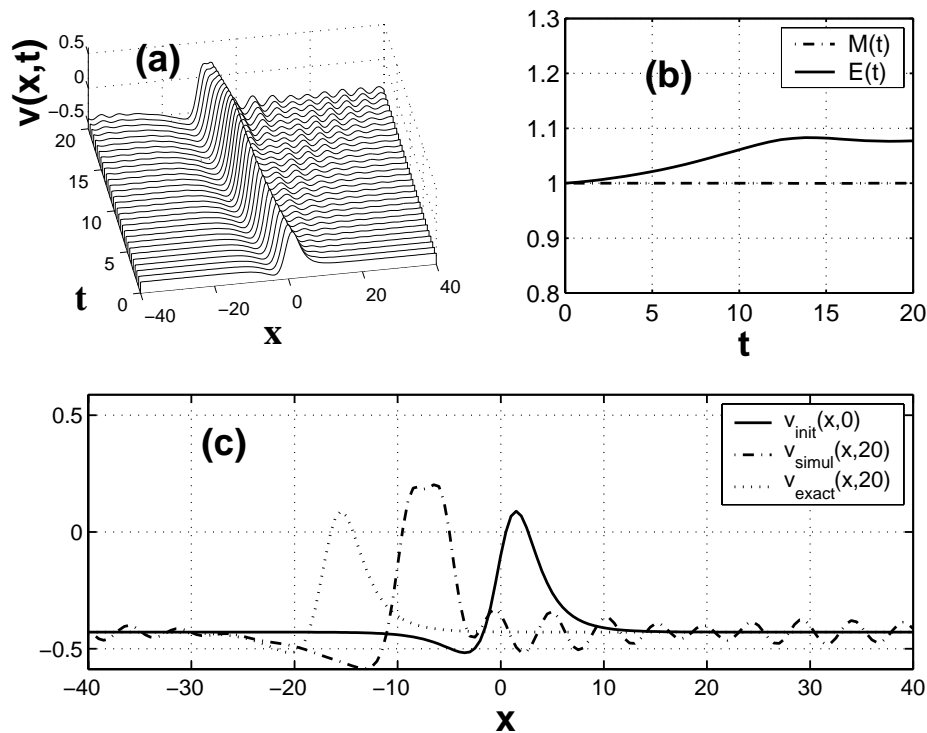 (a)
v(x,t)
0.5
0
−0.5
20
15
10
5
0
t
−40
−20
0
20
40
x
(b)
1.3
1.2
1.1
1
0.9
0.8
M(t)
E(t)
0
5
10
15
20
t
(c)
0.5
0
−0.5
v_init(x,0)
v_simul(x,20)
v_exact(x,20)
−40
−30
−20
−10
0
10
20
30
40
x